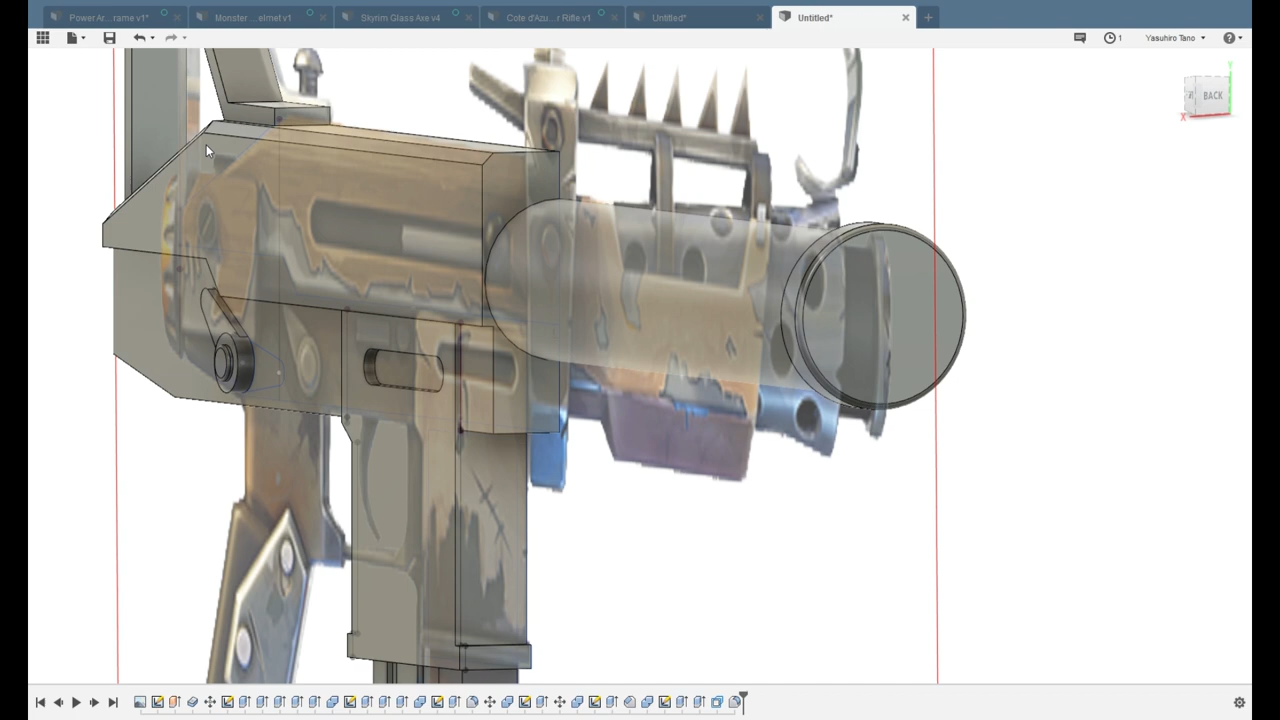 Power Ar...rame v1*
Monster ...elmet v1
Skyrim Glass Axe v4
Cote d'Azu...r Rifle v1
Untitled*
Untitled*
1
Yasuhiro Tano
BACK
Y
X